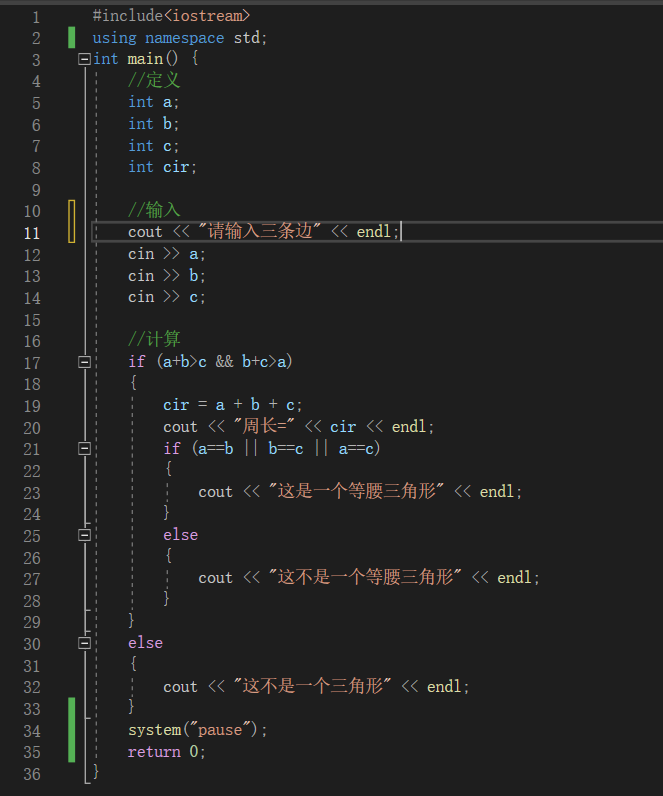 1 #include<iostream>
2 using namespace std;
3 int main() {
4 //定义
5 int a;
6 int b;
7 int c;
8 int cir;
9
10 //输入
11 cout << "请输入三条边" << endl;
12 cin >> a;
13 cin >> b;
14 cin >> c;
15
16 //计算
17 if (a+b>c && b+c>a)
18 {
19 cir = a + b + c;
20 cout << "周长=" << cir << endl;
21 if (a==b || b==c || a==c)
22 {
23 cout << "这是一个等腰三角形" << endl;
24 }
25 else
26 {
27 cout << "这不是一个等腰三角形" << endl;
28 }
29 }
30 else
31 {
32 cout << "这不是一个三角形" << endl;
33 }
34 system("pause");
35 return 0;
36 }